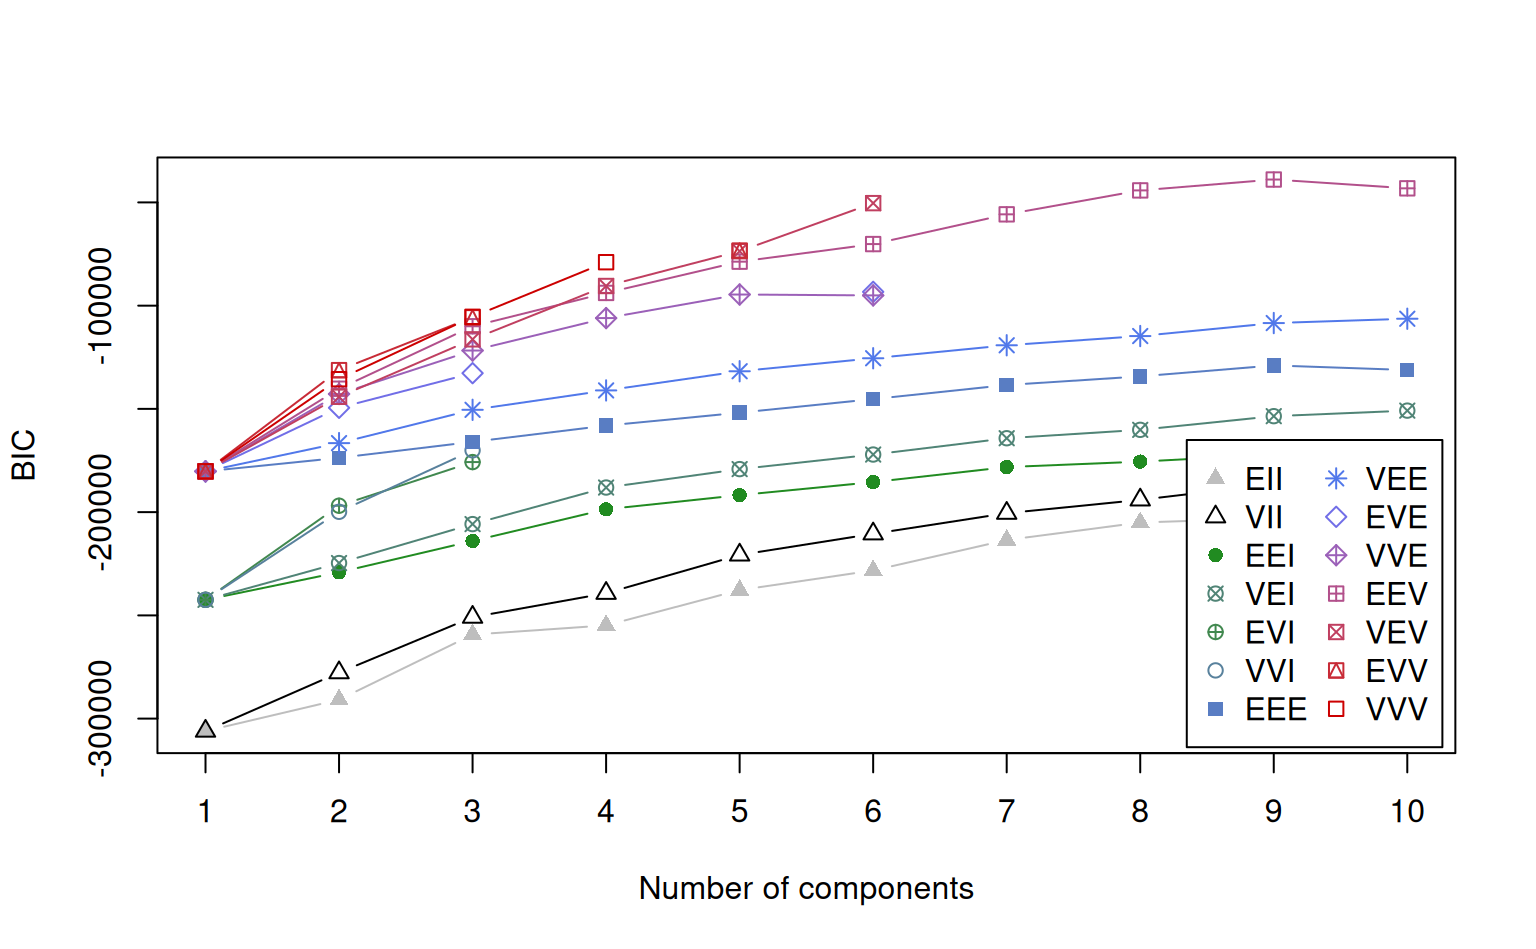 BIC
-100000
-200000
-300000
1 2 3 4 5 6 7 8 9 10
Number of components
EII VEE
VII EVE
EEI VVE
VEI EEV
EVI VEV
VVI EVV
EEE VVV